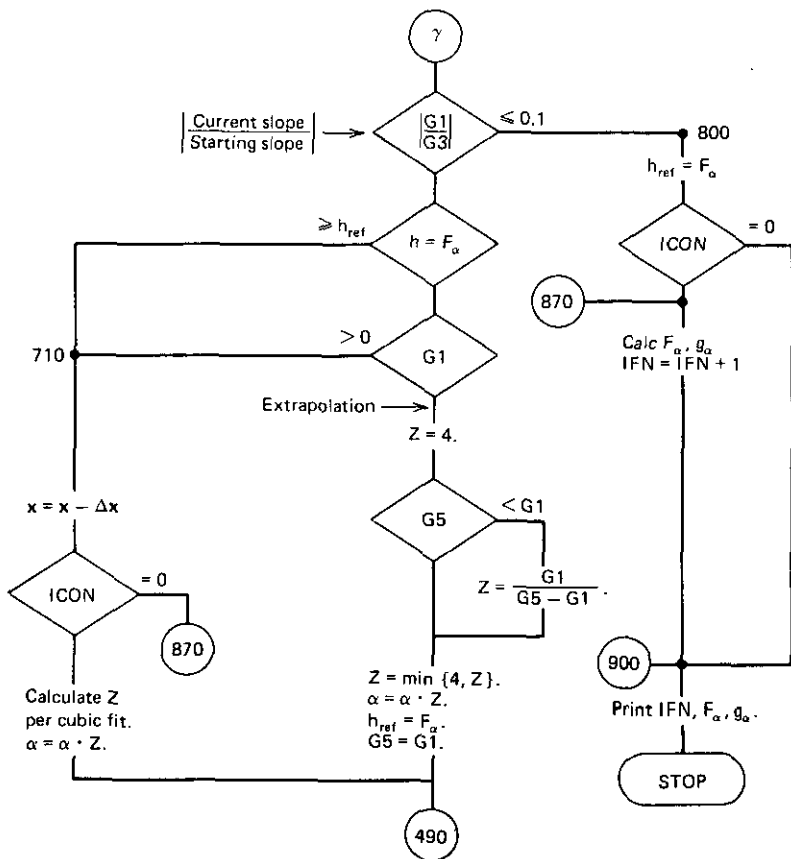 γ
|Current slope / Starting slope|
|G1 / G3|
≤ 0,1
800
h_ref = F_α
≥ h_ref
h = F_α
ICON
= 0
870
710
> 0
G1
Calc F_α, g_α
IFN = IFN + 1
Extrapolation
Z = 4.
x = x − Δx
G5
< G1
ICON
= 0
Z = G1 / (G5 − G1).
870
900
Calculate Z
per cubic fit.
α = α · Z.
Z = min {4, Z}.
α = α · Z.
h_ref = F_α.
G5 = G1.
Print IFN, F_α, g_α.
STOP
490